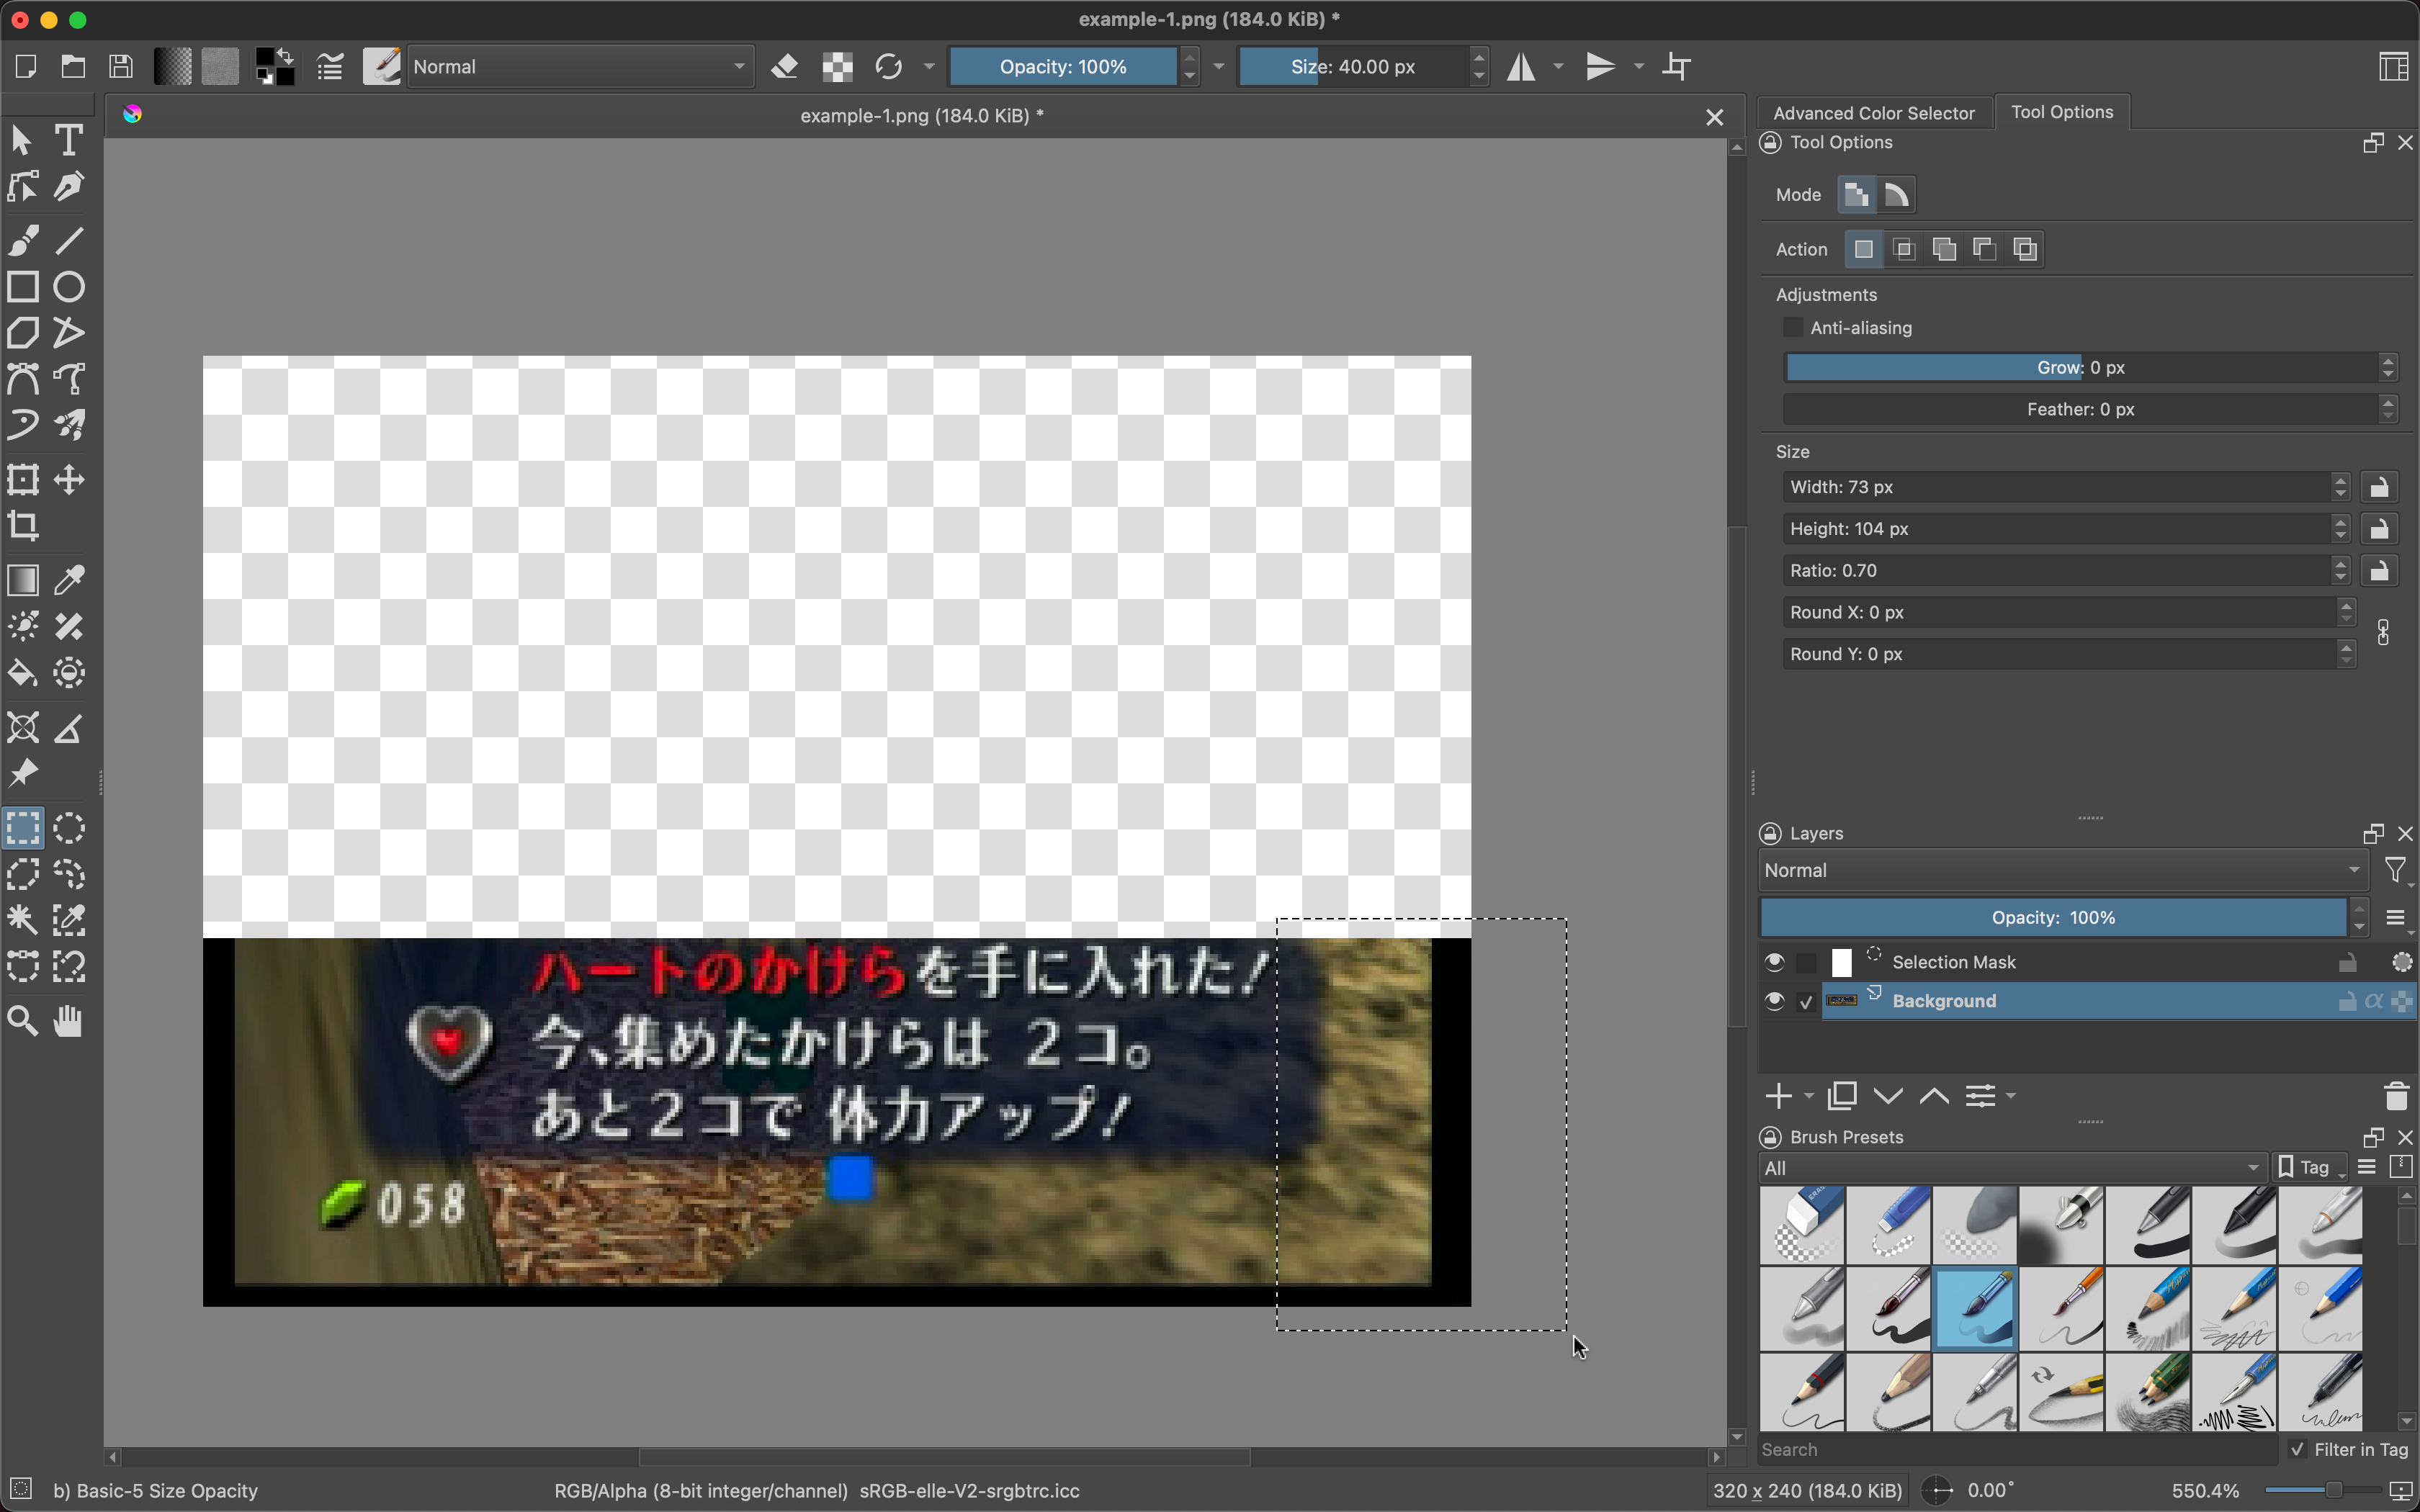 example-1.png (184.0 KiB) *
Normal
Opacity: 100%
Size: 40.00 px
example-1.png (184.0 KiB) *
Advanced Color Selector
Tool Options
Tool Options
Mode
Action
Adjustments
Anti-aliasing
Grow: 0 px
Feather: 0 px
Size
Width: 73 px
Height: 104 px
Ratio: 0.70
Round X: 0 px
Round Y: 0 px
ハートのかけらを手に入れた!
今、集めたかけらは 2コ。
あと2コで 体力アップ!
058
Layers
Normal
Opacity: 100%
Selection Mask
Background
Brush Presets
All
Tag
Search
Filter in Tag
b) Basic-5 Size Opacity
RGB/Alpha (8-bit integer/channel) sRGB-elle-V2-srgbtrc.icc
320 x 240 (184.0 KiB)
0.00°
550.4%